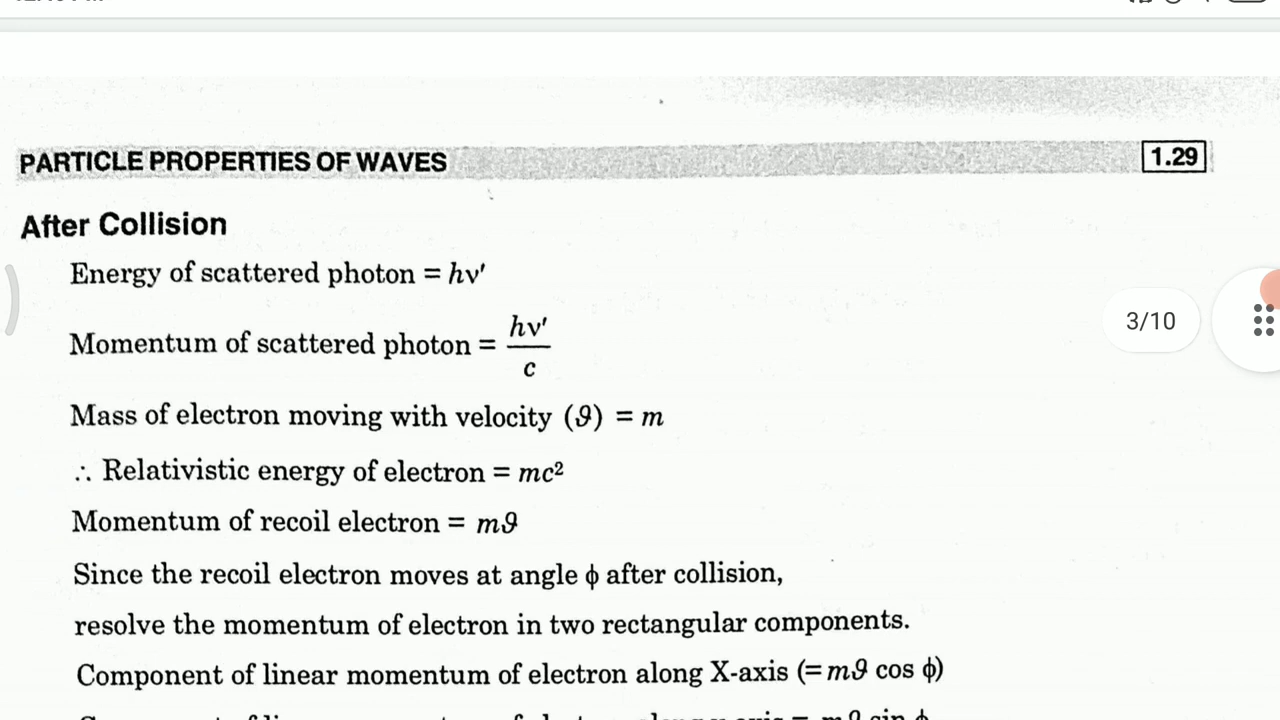 PARTICLE PROPERTIES OF WAVES 1.29
After Collision
Energy of scattered photon = hν′
Momentum of scattered photon = hν′/c
3/10
Mass of electron moving with velocity (ϑ) = m
∴ Relativistic energy of electron = mc²
Momentum of recoil electron = mϑ
Since the recoil electron moves at angle ϕ after collision,
resolve the momentum of electron in two rectangular components.
Component of linear momentum of electron along X-axis (= mϑ cos ϕ)